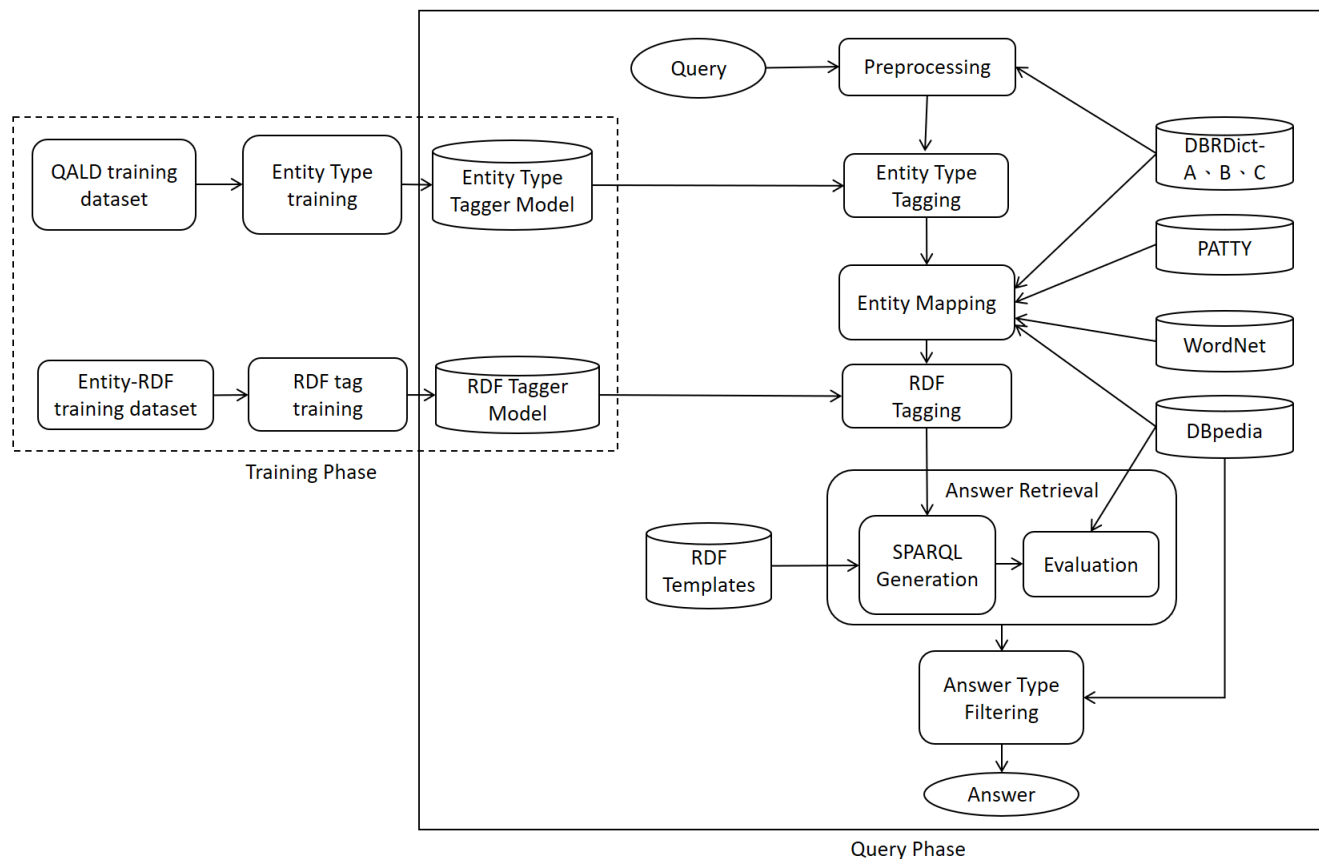 Query
Preprocessing
DBRDict-
A、B、C
QALD training
dataset
Entity Type
training
Entity Type
Tagger Model
Entity Type
Tagging
PATTY
Entity Mapping
WordNet
Entity-RDF
training dataset
RDF tag
training
RDF Tagger
Model
RDF
Tagging
DBpedia
Training Phase
Answer Retrieval
RDF
Templates
SPARQL
Generation
Evaluation
Answer Type
Filtering
Answer
Query Phase